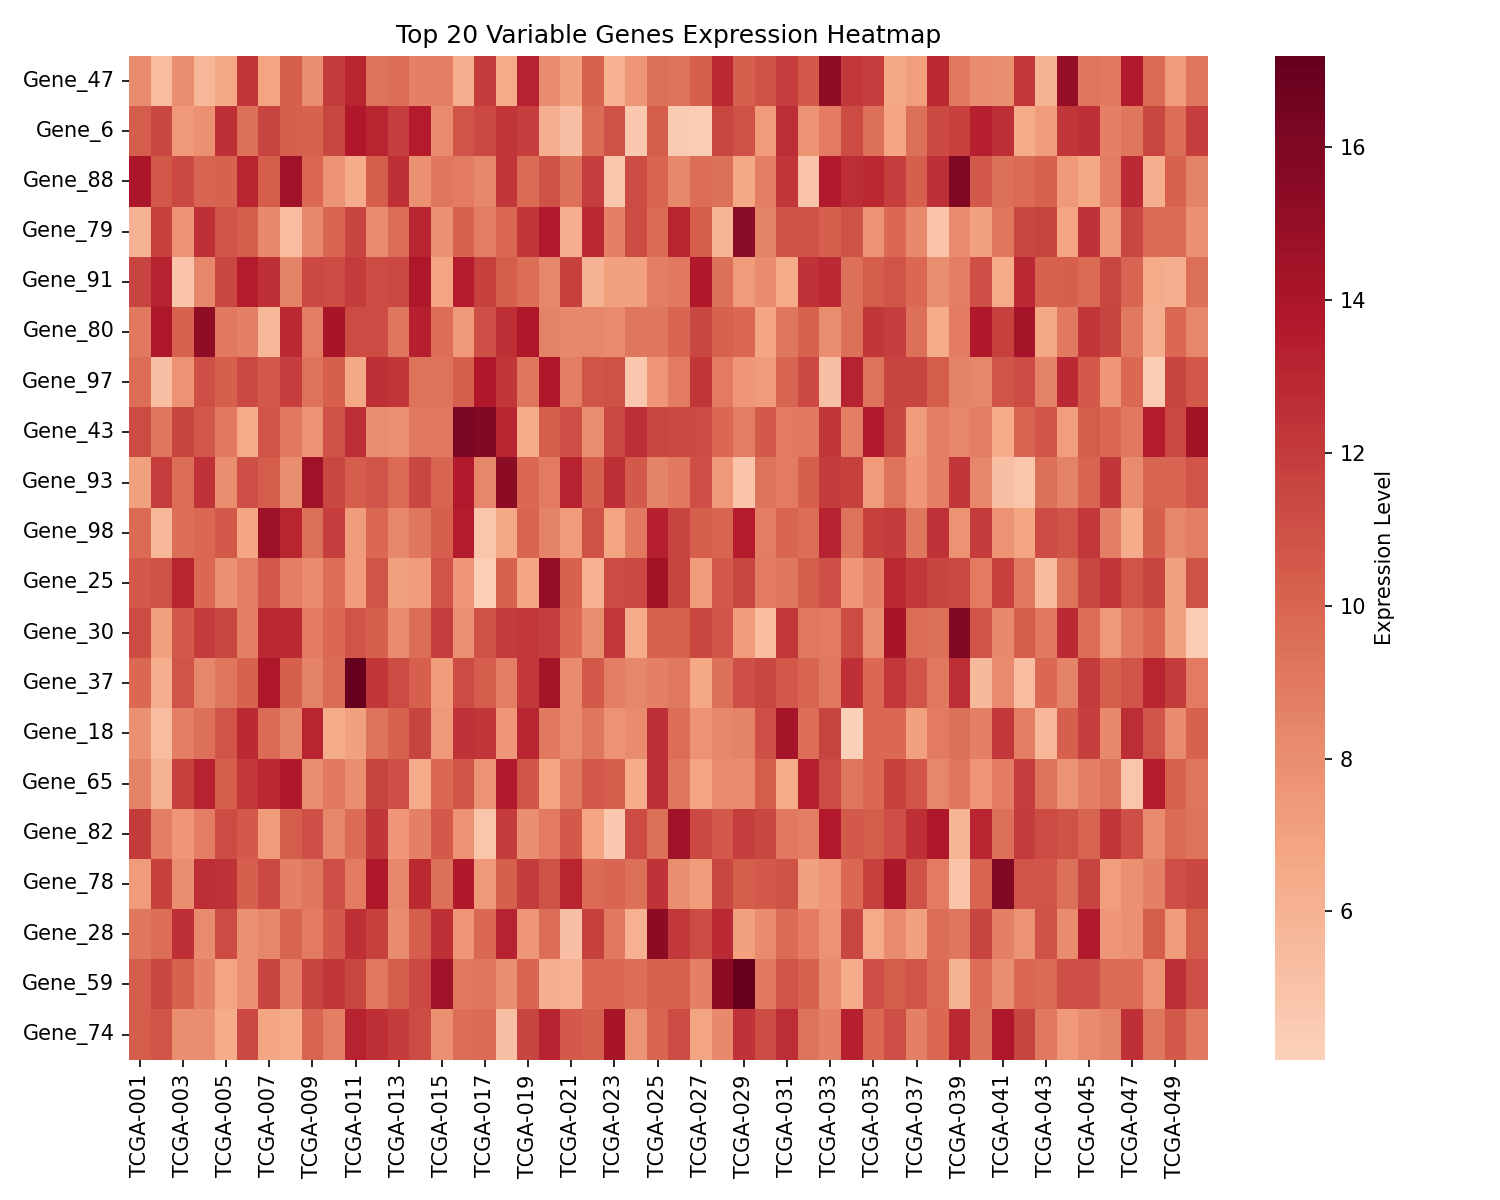 Top 20 Variable Genes Expression Heatmap
Gene_47
Gene_6
Gene_88
Gene_79
Gene_91
Gene_80
Gene_97
Gene_43
Gene_93
Gene_98
Gene_25
Gene_30
Gene_37
Gene_18
Gene_65
Gene_82
Gene_78
Gene_28
Gene_59
Gene_74
TCGA-001
TCGA-003
TCGA-005
TCGA-007
TCGA-009
TCGA-011
TCGA-013
TCGA-015
TCGA-017
TCGA-019
TCGA-021
TCGA-023
TCGA-025
TCGA-027
TCGA-029
TCGA-031
TCGA-033
TCGA-035
TCGA-037
TCGA-039
TCGA-041
TCGA-043
TCGA-045
TCGA-047
TCGA-049
16
14
12
10
8
6
Expression Level